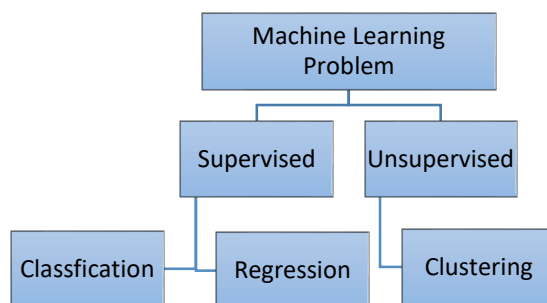 Machine Learning
Problem
Supervised
Unsupervised
Classfication
Regression
Clustering